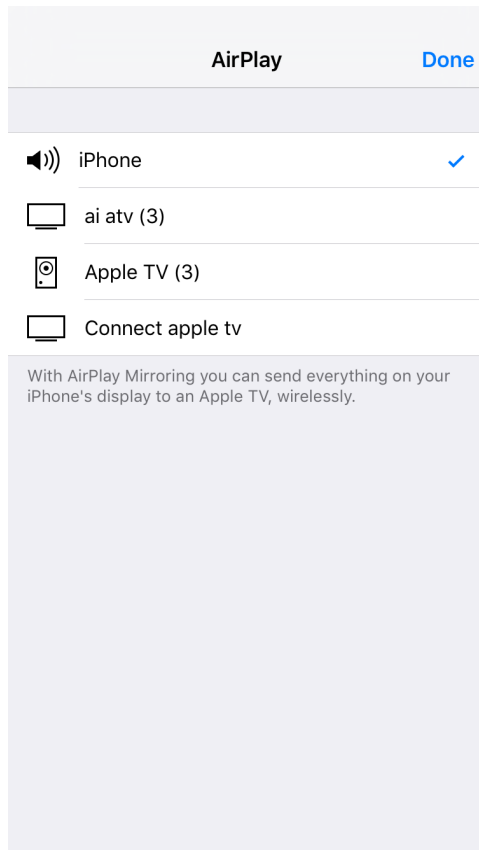 AirPlay
Done
iPhone
ai atv (3)
Apple TV (3)
Connect apple tv
With AirPlay Mirroring you can send everything on your
iPhone's display to an Apple TV, wirelessly.